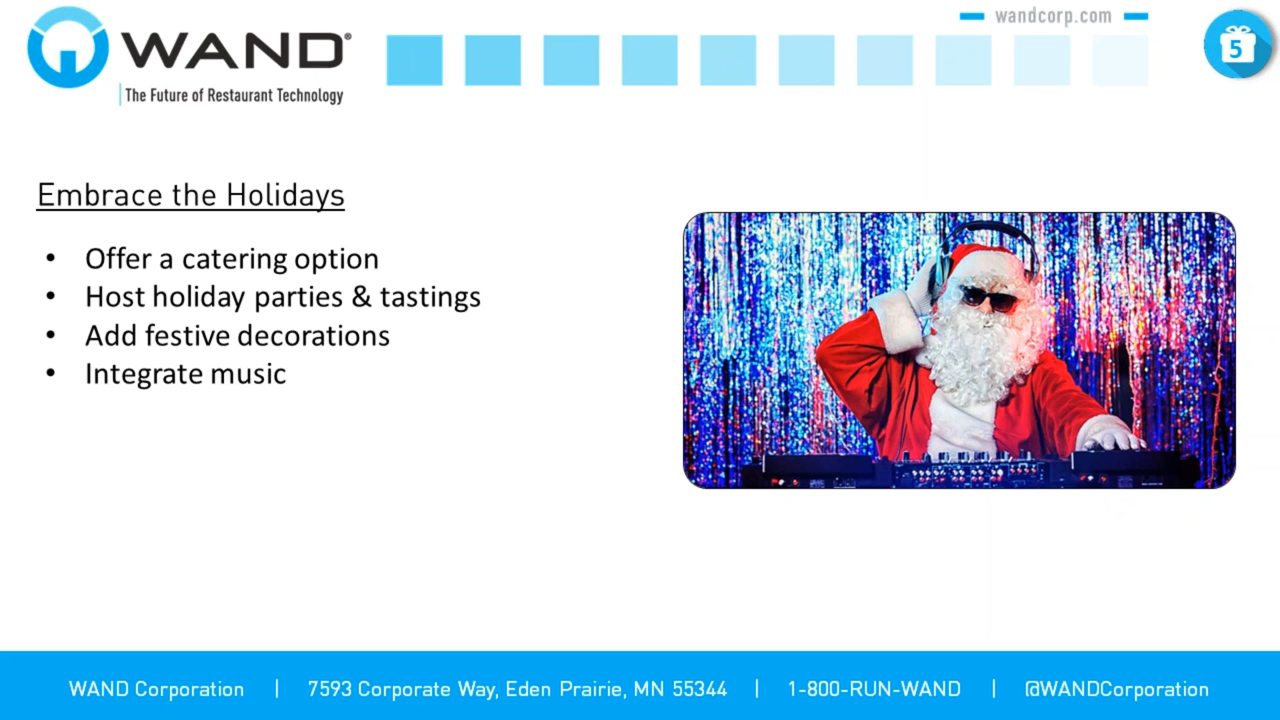 wandcorp.com
WAND®
The Future of Restaurant Technology
5
Embrace the Holidays
• Offer a catering option
• Host holiday parties & tastings
• Add festive decorations
• Integrate music
WAND Corporation | 7593 Corporate Way, Eden Prairie, MN 55344 | 1-800-RUN-WAND | @WANDCorporation